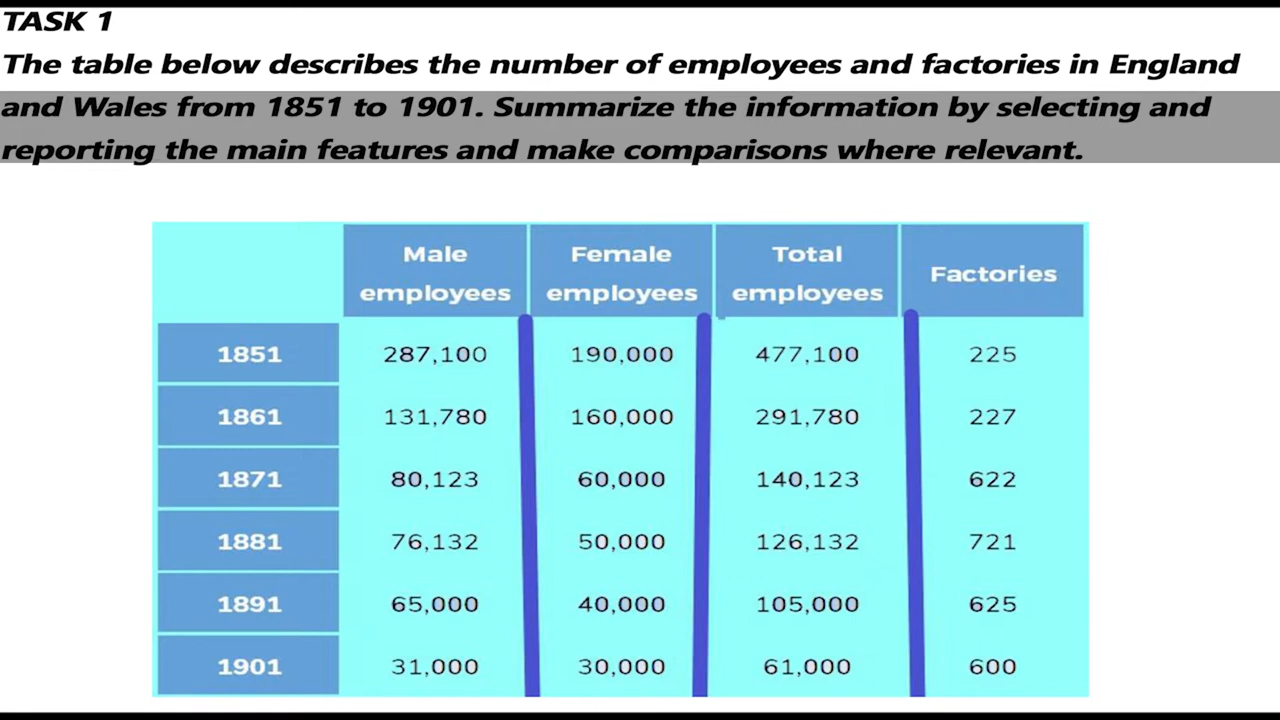 TASK 1
The table below describes the number of employees and factories in England
and Wales from 1851 to 1901. Summarize the information by selecting and
reporting the main features and make comparisons where relevant.
Male employees Female employees Total employees Factories
1851 287,100 190,000 477,100 225
1861 131,780 160,000 291,780 227
1871 80,123 60,000 140,123 622
1881 76,132 50,000 126,132 721
1891 65,000 40,000 105,000 625
1901 31,000 30,000 61,000 600